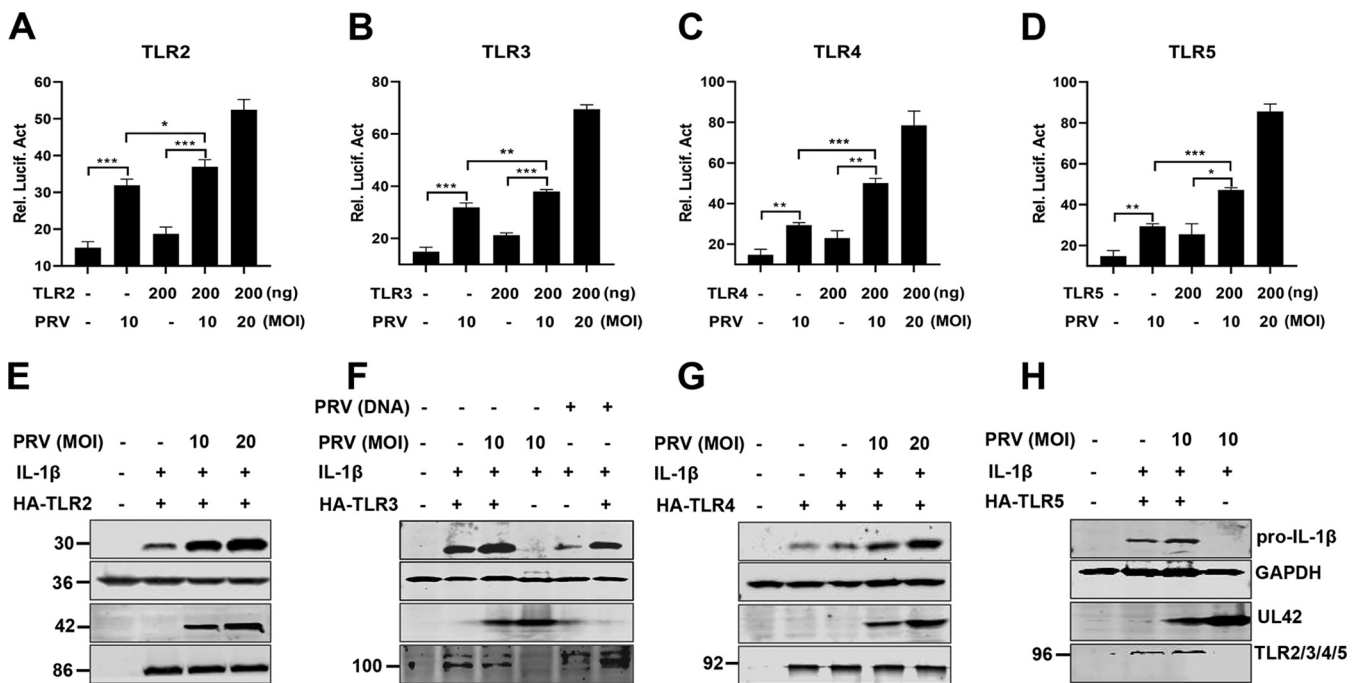 A
TLR2
Rel. Lucif. Act
60
50
40
30
20
10
*
***
***
TLR2 - - 200 200 200 (ng)
PRV - 10 - 10 20 (MOI)
B
TLR3
Rel. Lucif. Act
80
60
40
20
**
***
***
TLR3 - - 200 200 200 (ng)
PRV - 10 - 10 20 (MOI)
C
TLR4
Rel. Lucif. Act
100
80
60
40
20
***
**
**
TLR4 - - 200 200 200 (ng)
PRV - 10 - 10 20 (MOI)
D
TLR5
Rel. Lucif. Act
100
80
60
40
20
***
*
**
TLR5 - - 200 200 200 (ng)
PRV - 10 - 10 20 (MOI)
E
PRV (MOI) - - 10 20
IL-1β - + + +
HA-TLR2 - + + +
30
36
42
86
F
PRV (DNA) - - - - + +
PRV (MOI) - - 10 10 - -
IL-1β - + + + + +
HA-TLR3 - + + - - +
100
G
PRV (MOI) - - - 10 20
IL-1β - - + + +
HA-TLR4 - + + + +
92
H
PRV (MOI) - - 10 10
IL-1β - + + +
HA-TLR5 - + + -
pro-IL-1β
GAPDH
UL42
96
TLR2/3/4/5